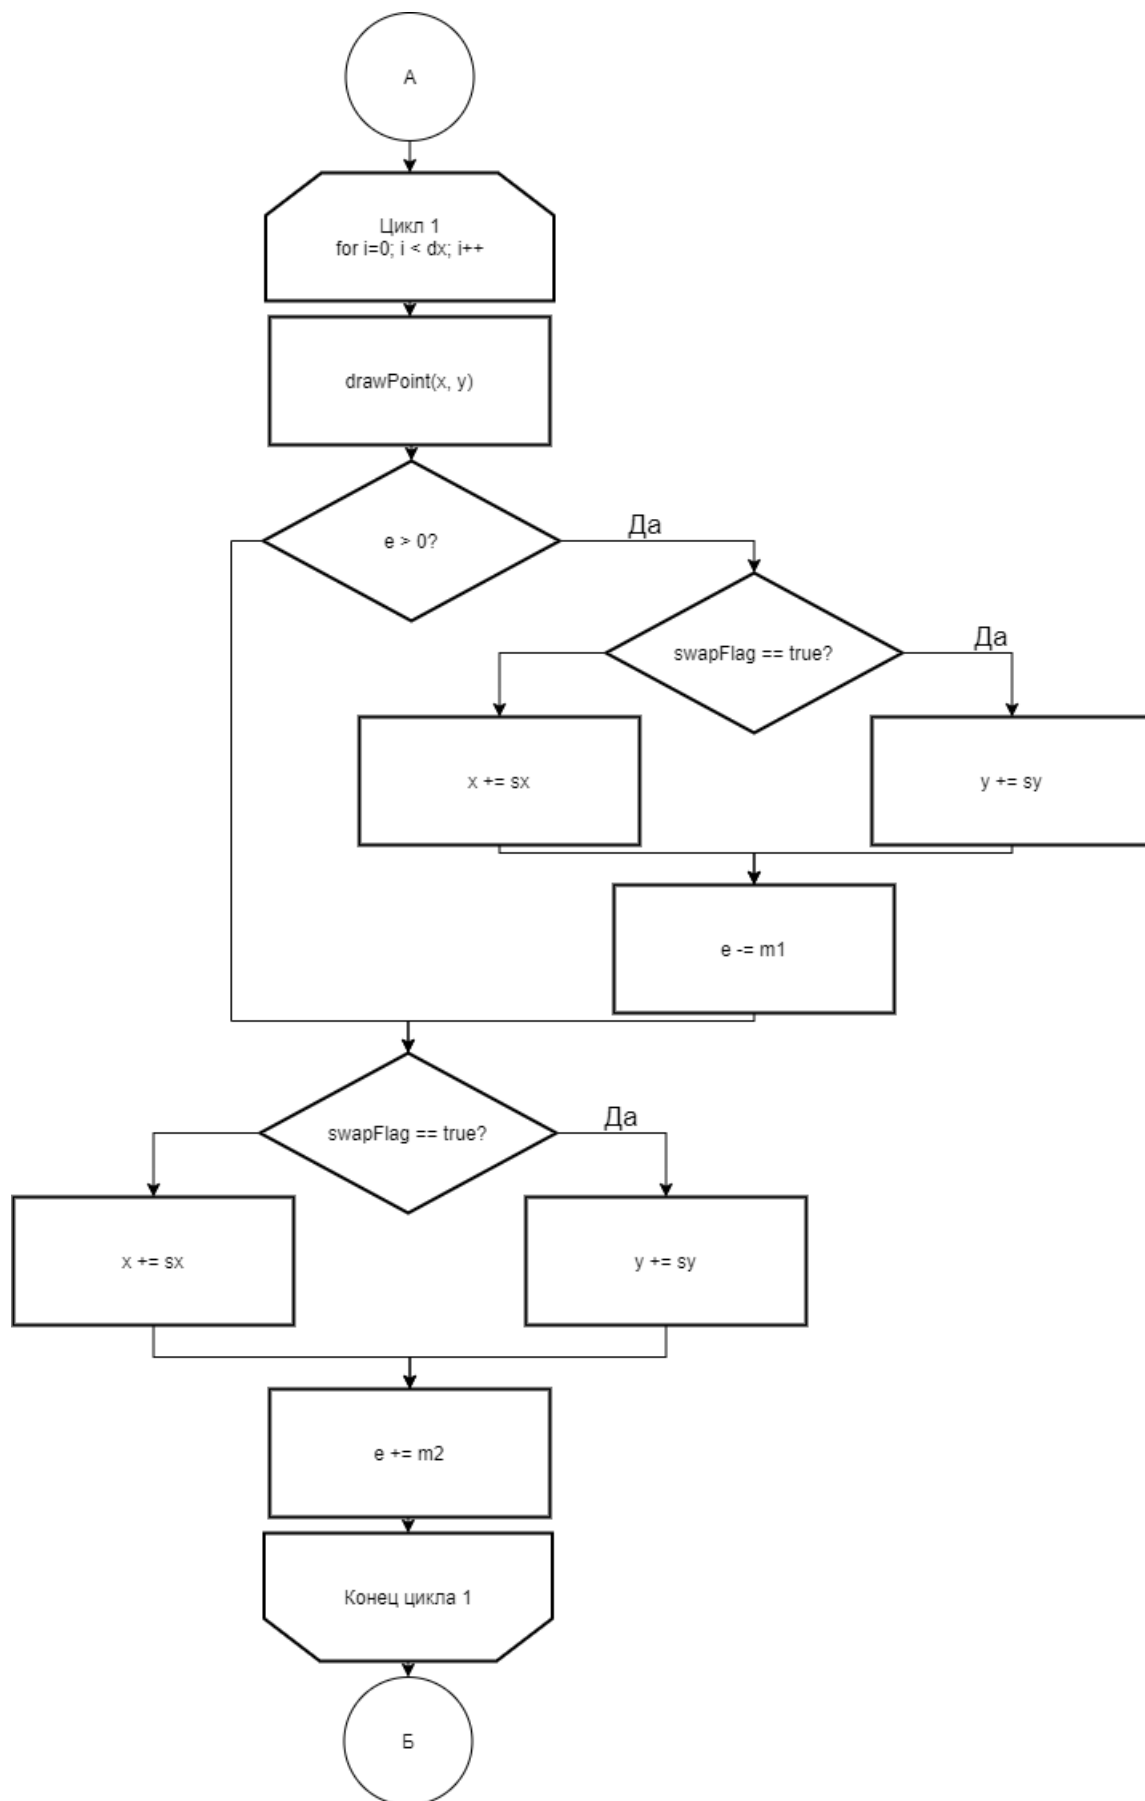 А
Цикл 1
for i=0; i < dx; i++
drawPoint(x, y)
e > 0?
Да
swapFlag == true?
Да
x += sx
y += sy
e -= m1
swapFlag == true?
Да
x += sx
y += sy
e += m2
Конец цикла 1
Б